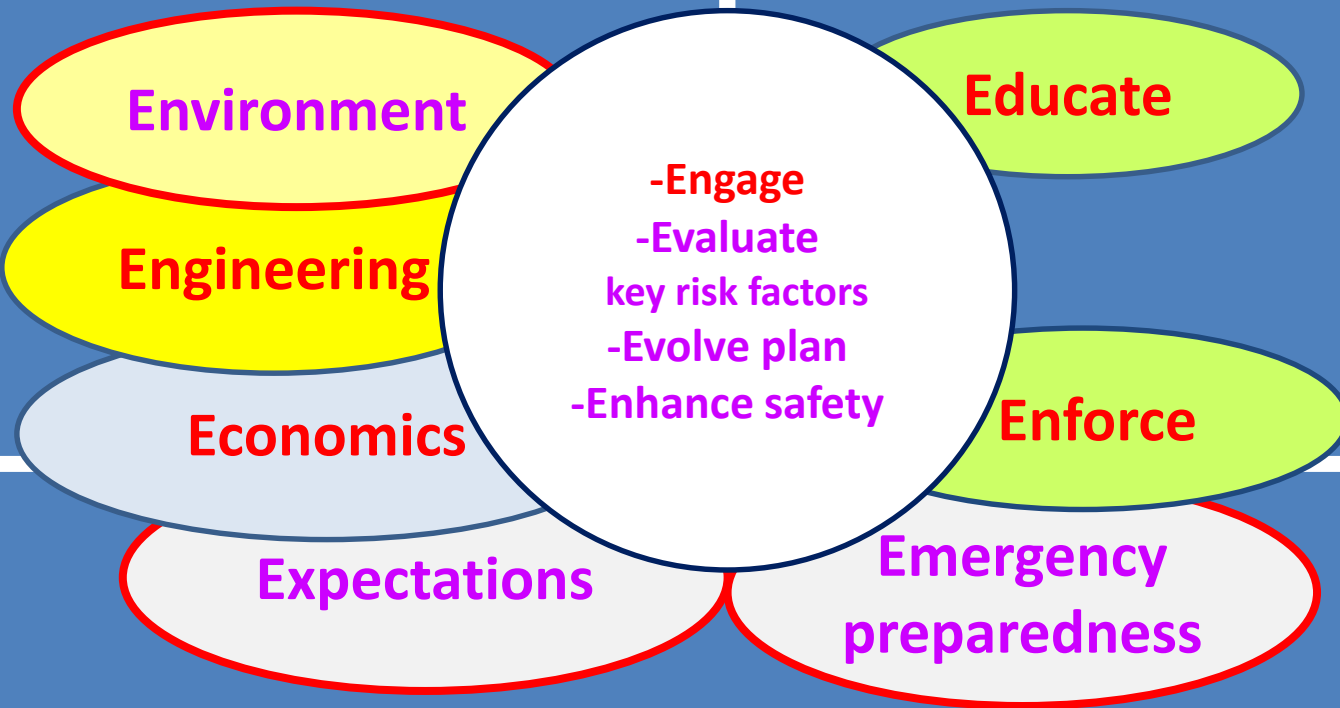 Environment
Engineering
Economics
Expectations
-Engage
-Evaluate
key risk factors
-Evolve plan
-Enhance safety
Educate
Enforce
Emergency
preparedness